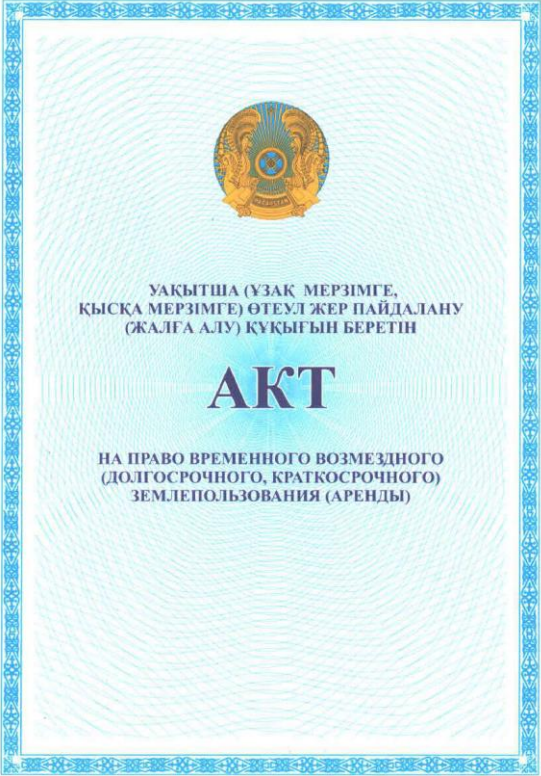 УАҚЫТША (ҰЗАҚ МЕРЗІМГЕ,
ҚЫСҚА МЕРЗІМГЕ) ӨТЕУЛ ЖЕР ПАЙДАЛАНУ
(ЖАЛҒА АЛУ) ҚҰҚЫҒЫН БЕРЕТІН
АКТ
НА ПРАВО ВРЕМЕННОГО ВОЗМЕЗДНОГО
(ДОЛГОСРОЧНОГО, КРАТКОСРОЧНОГО)
ЗЕМЛЕПОЛЬЗОВАНИЯ (АРЕНДЫ)